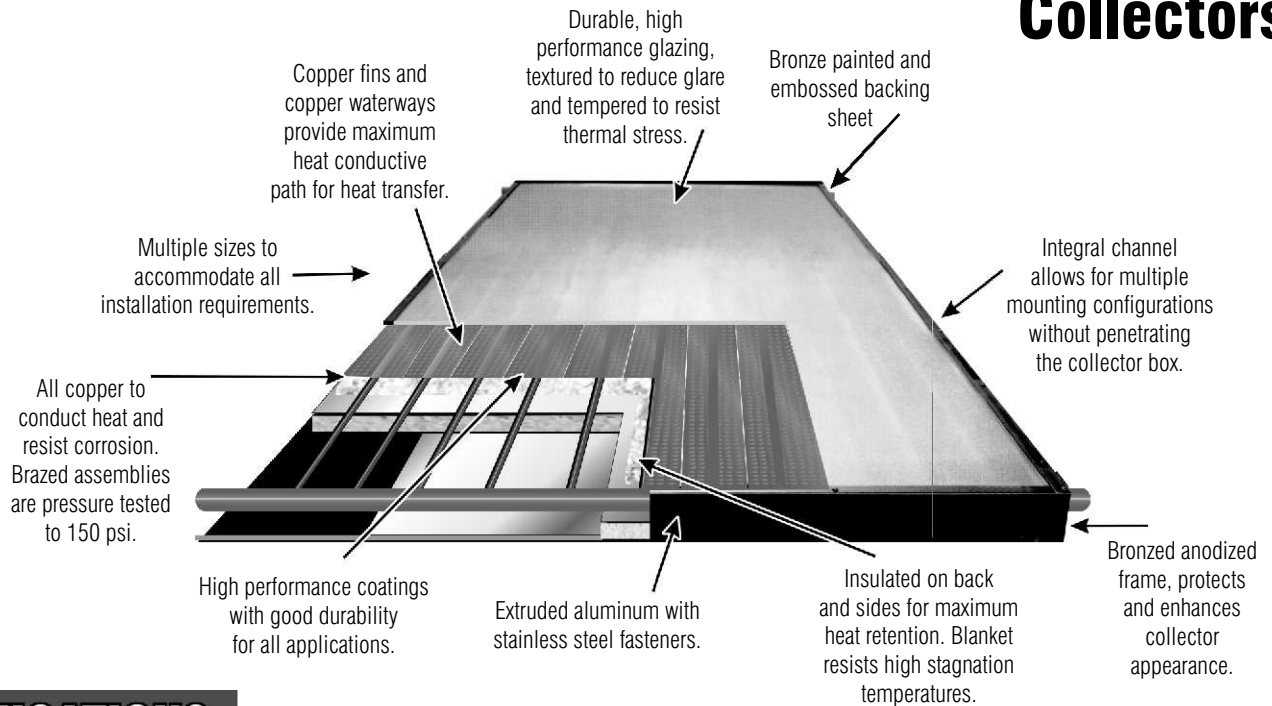 Collectors
Durable, high
performance glazing,
textured to reduce glare
and tempered to resist
thermal stress.
Bronze painted and
embossed backing
sheet
Copper fins and
copper waterways
provide maximum
heat conductive
path for heat transfer.
Multiple sizes to
accommodate all
installation requirements.
Integral channel
allows for multiple
mounting configurations
without penetrating
the collector box.
All copper to
conduct heat and
resist corrosion.
Brazed assemblies
are pressure tested
to 150 psi.
High performance coatings
with good durability
for all applications.
Extruded aluminum with
stainless steel fasteners.
Insulated on back
and sides for maximum
heat retention. Blanket
resists high stagnation
temperatures.
Bronzed anodized
frame, protects
and enhances
collector
appearance.